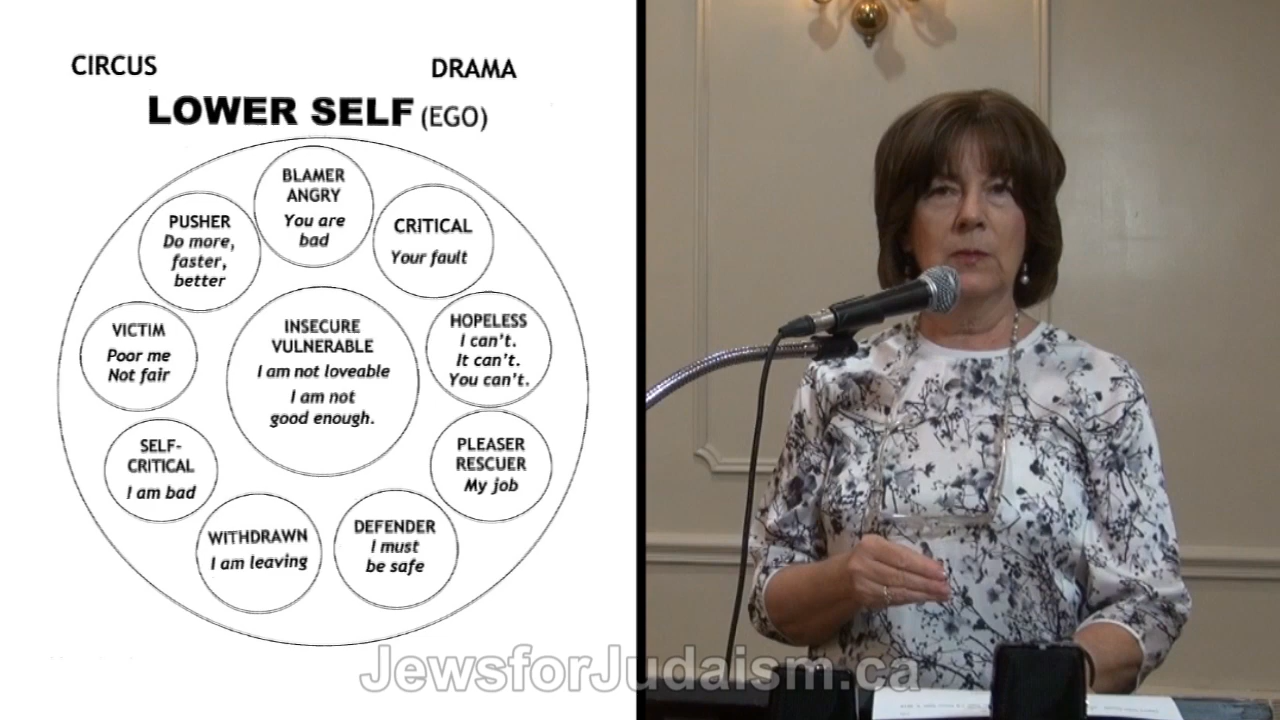 CIRCUS
DRAMA
LOWER SELF (EGO)
BLAMER
ANGRY
You are
bad
CRITICAL
Your fault
PUSHER
Do more,
faster,
better
HOPELESS
I can't.
It can't.
You can't.
VICTIM
Poor me
Not fair
INSECURE
VULNERABLE
I am not loveable
I am not
good enough.
PLEASER
RESCUER
My job
SELF-
CRITICAL
I am bad
WITHDRAWN
I am leaving
DEFENDER
I must
be safe
JewsforJudaism.ca